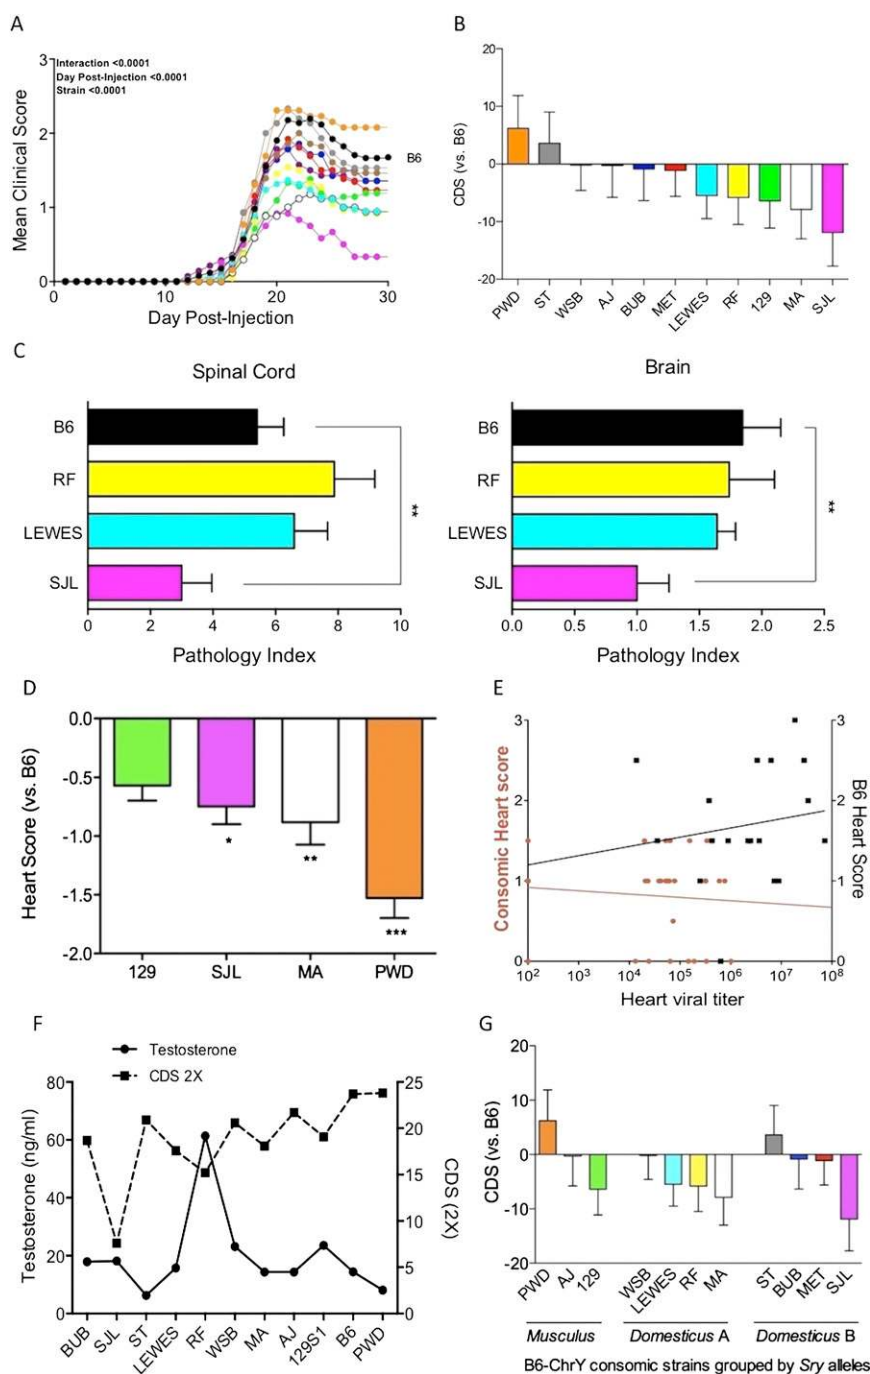 A
Interaction <0.0001
Day Post-Injection <0.0001
Strain <0.0001
Mean Clinical Score
3
2
1
0
B6
0 10 20 30
Day Post-Injection
B
CDS (vs. B6)
20
10
0
-10
-20
PWD ST WSB AJ BUB MET LEWES RF 129 MA SJL
C
Spinal Cord
B6
RF
LEWES
SJL
**
0 2 4 6 8 10
Pathology Index
Brain
B6
RF
LEWES
SJL
**
0.0 0.5 1.0 1.5 2.0 2.5
Pathology Index
D
Heart Score (vs. B6)
0.0
-0.5
-1.0
-1.5
-2.0
*
**
***
129 SJL MA PWD
E
Consomic Heart score
3
2
1
0
B6 Heart Score
3
2
1
0
10² 10³ 10⁴ 10⁵ 10⁶ 10⁷ 10⁸
Heart viral titer
F
Testosterone
CDS 2X
Testosterone (ng/ml)
80
60
40
20
0
CDS (2X)
25
20
15
10
5
0
BUB SJL ST LEWES RF WSB MA AJ 129S1 B6 PWD
G
CDS (vs. B6)
20
10
0
-10
-20
PWD AJ 129 WSB LEWES RF MA ST BUB MET SJL
Musculus Domesticus A Domesticus B
B6-ChrY consomic strains grouped by Sry alleles